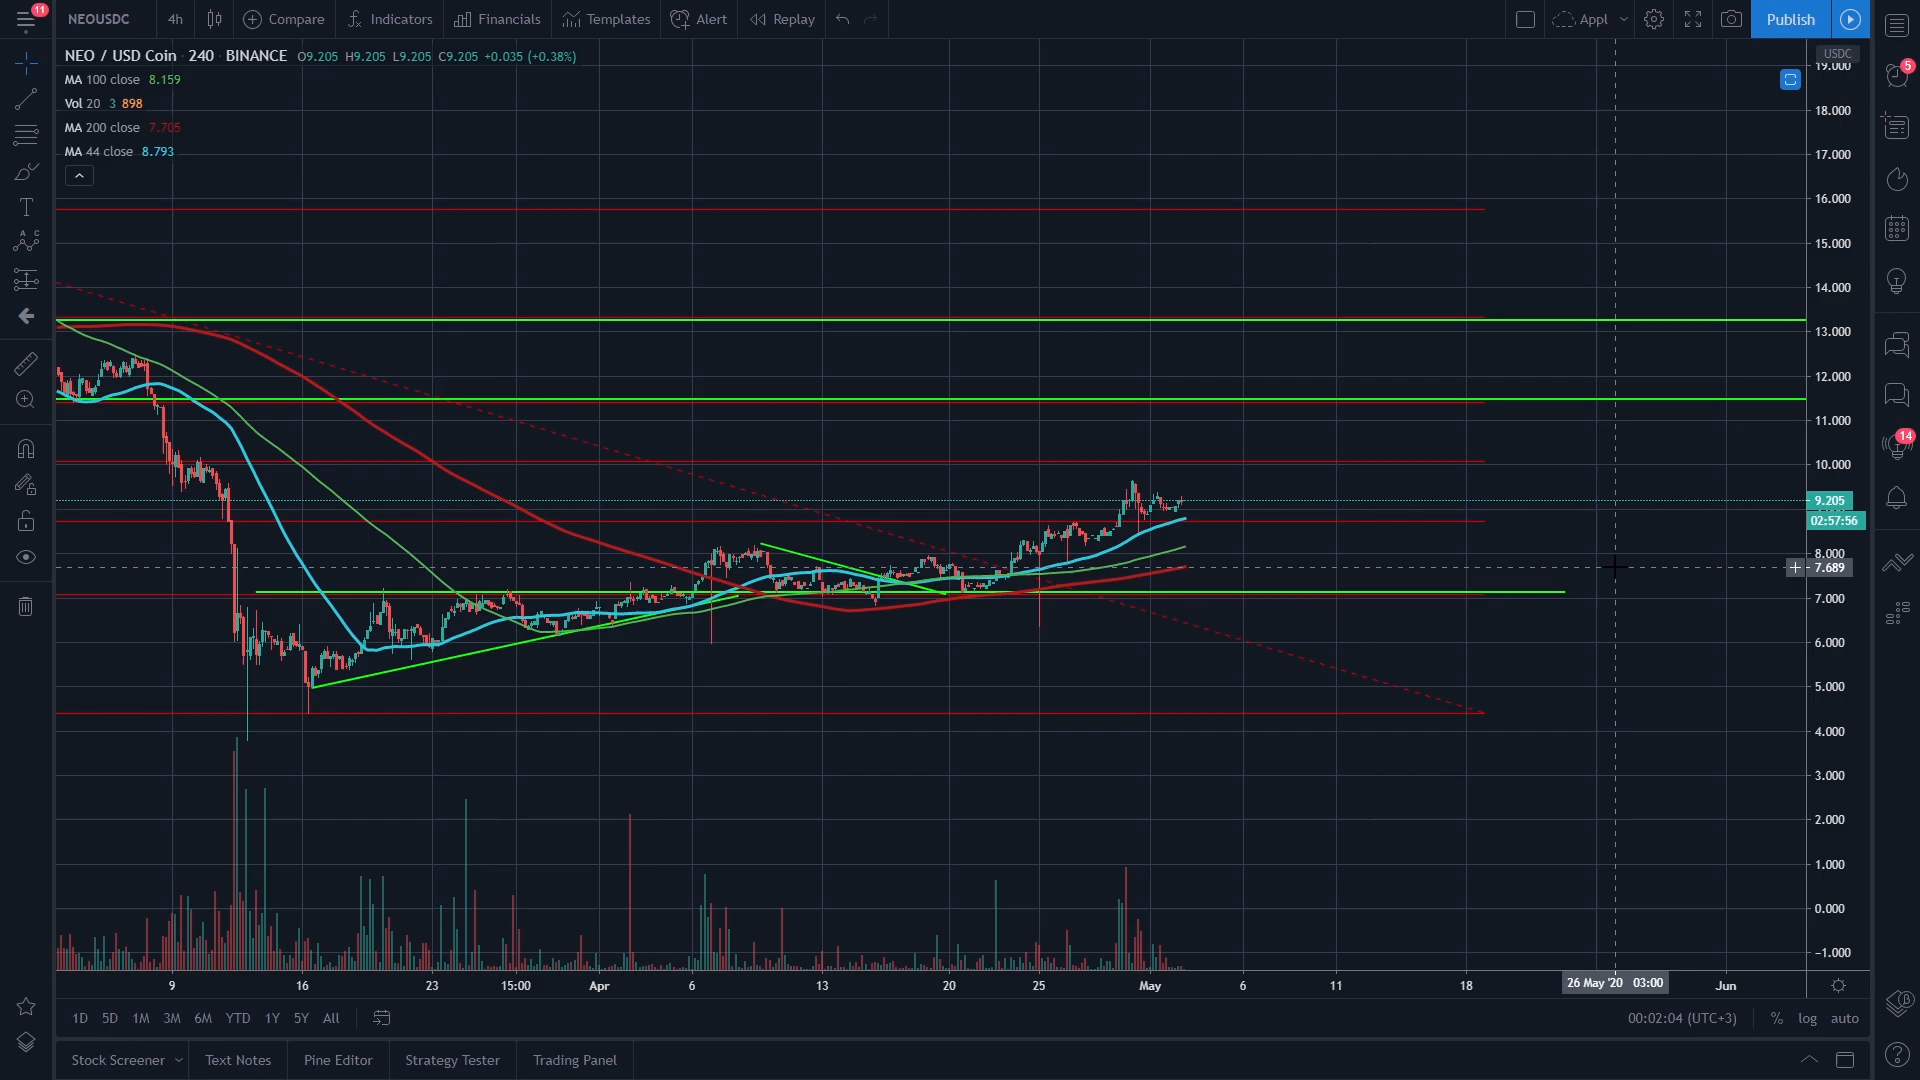 11
NEOUSDC 4h Compare Indicators Financials Templates Alert Replay Appl Publish
NEO / USD Coin 240 BINANCE O9.205 H9.205 L9.205 C9.205 +0.035 (+0.38%)
MA 100 close 8.159
Vol 20 3 898
MA 200 close 7.705
MA 44 close 8.793
USDC
19.000
18.000
17.000
16.000
15.000
14.000
13.000
12.000
11.000
10.000
9.205
02:57:56
8.000
7.689
7.000
6.000
5.000
4.000
3.000
2.000
1.000
0.000
−1.000
5
14
A C
T
9 16 23 15:00 Apr 6 13 20 25 May 6 11 18 26 May '20 03:00 Jun
1D 5D 1M 3M 6M YTD 1Y 5Y All 00:02:04 (UTC+3) % log auto
Stock Screener Text Notes Pine Editor Strategy Tester Trading Panel